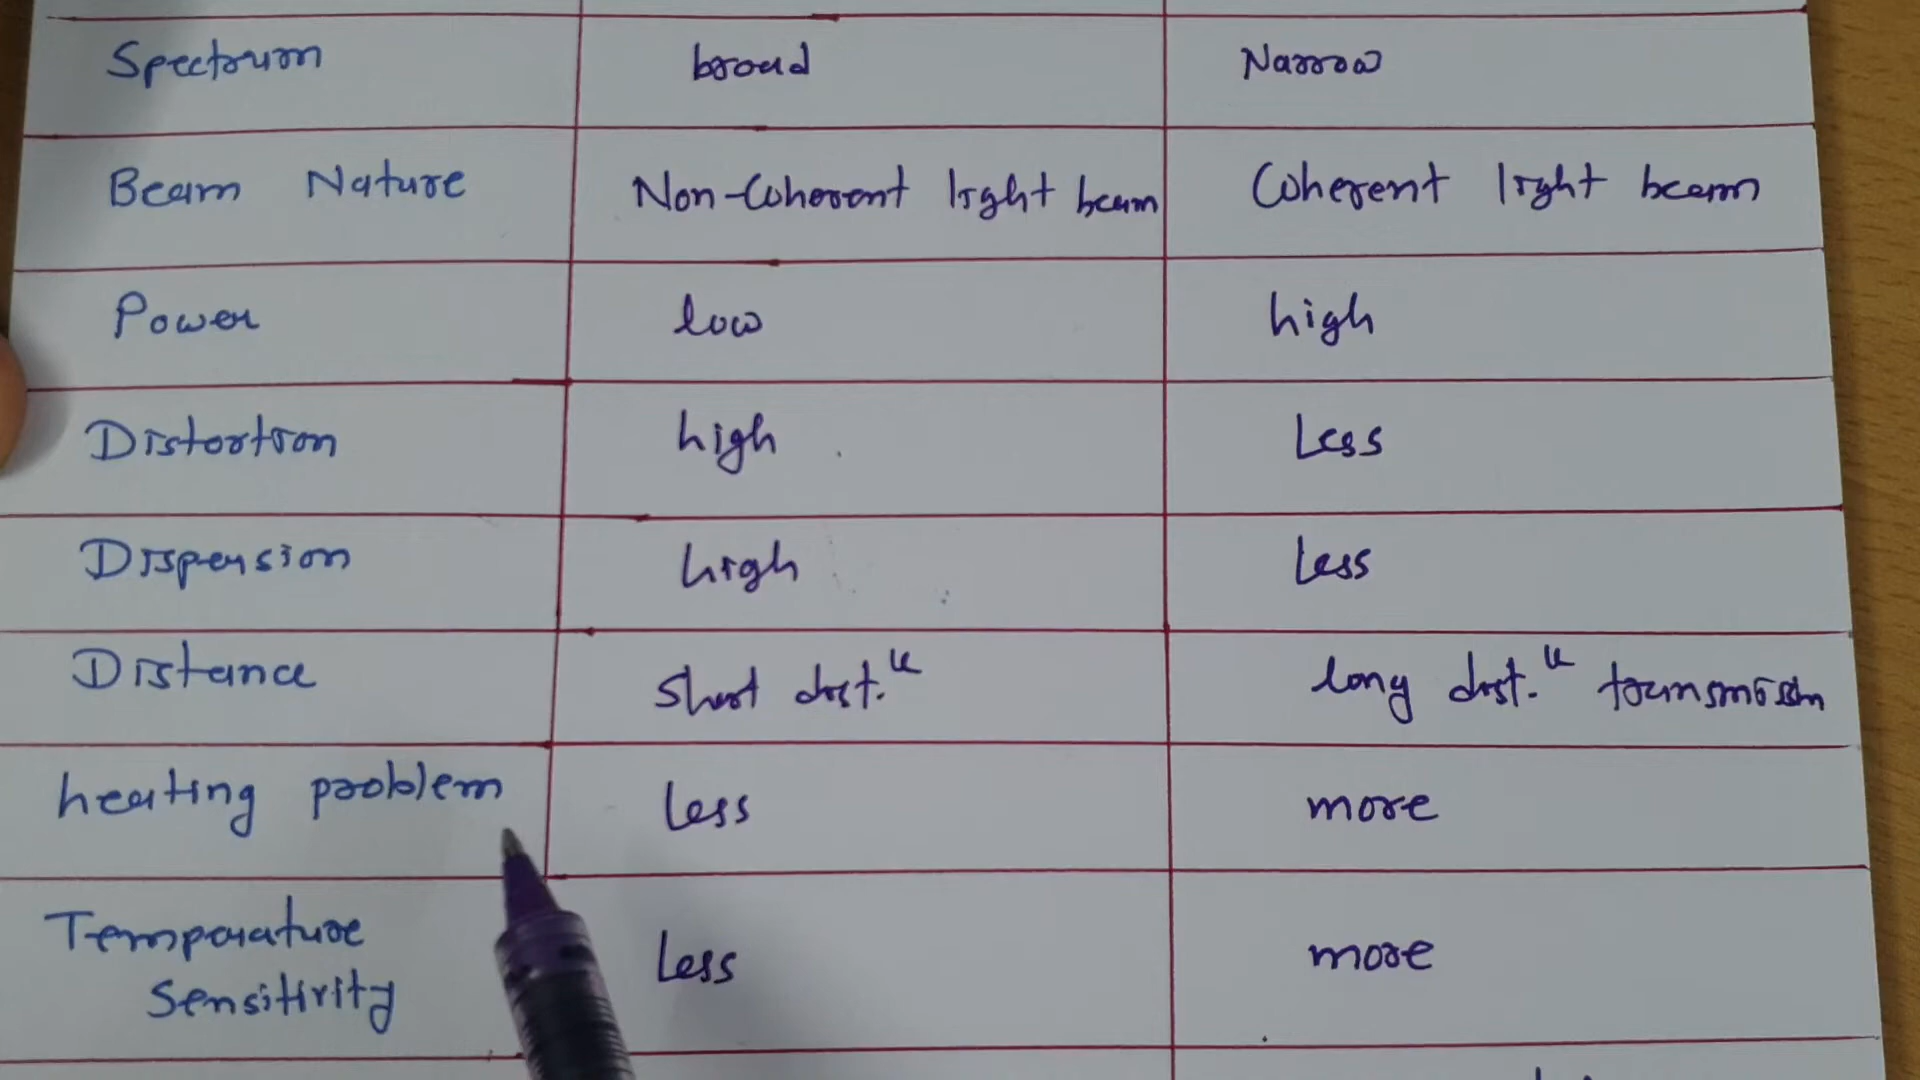 Spectrum broad Narrow
Beam Nature Non-Coherent light beam Coherent light beam
Power low high
Distortion high Less
Dispersion high less
Distance Short dist. long dist.
heating problem Less more
Temperature Less more
Sensitivity